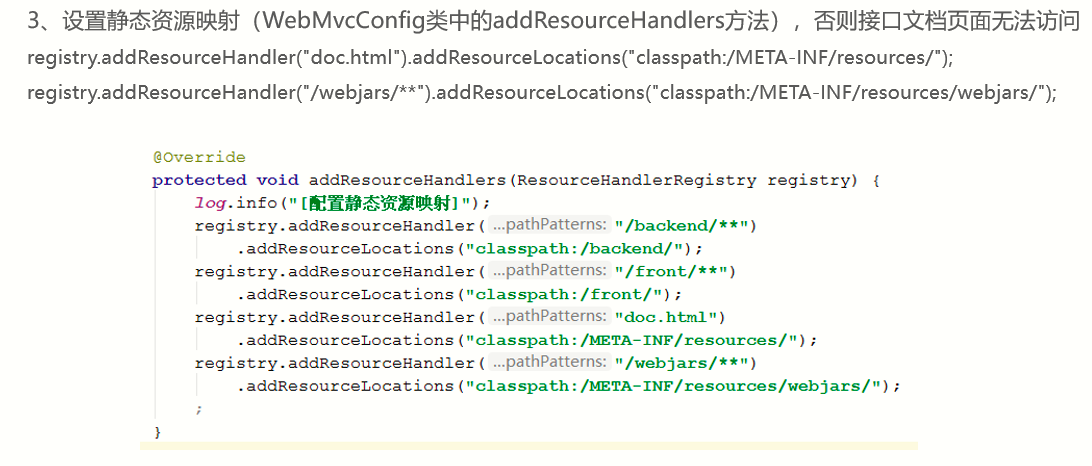 3、设置静态资源映射（WebMvcConfig类中的addResourceHandlers方法），否则接口文档页面无法访问
registry.addResourceHandler("doc.html").addResourceLocations("classpath:/META-INF/resources/");
registry.addResourceHandler("/webjars/**").addResourceLocations("classpath:/META-INF/resources/webjars/");
@Override
protected void addResourceHandlers(ResourceHandlerRegistry registry) {
log.info("[配置静态资源映射]");
registry.addResourceHandler( ...pathPatterns: "/backend/**")
.addResourceLocations("classpath:/backend/");
registry.addResourceHandler( ...pathPatterns: "/front/**")
.addResourceLocations("classpath:/front/");
registry.addResourceHandler( ...pathPatterns: "doc.html")
.addResourceLocations("classpath:/META-INF/resources/");
registry.addResourceHandler( ...pathPatterns: "/webjars/**")
.addResourceLocations("classpath:/META-INF/resources/webjars/");
;
}